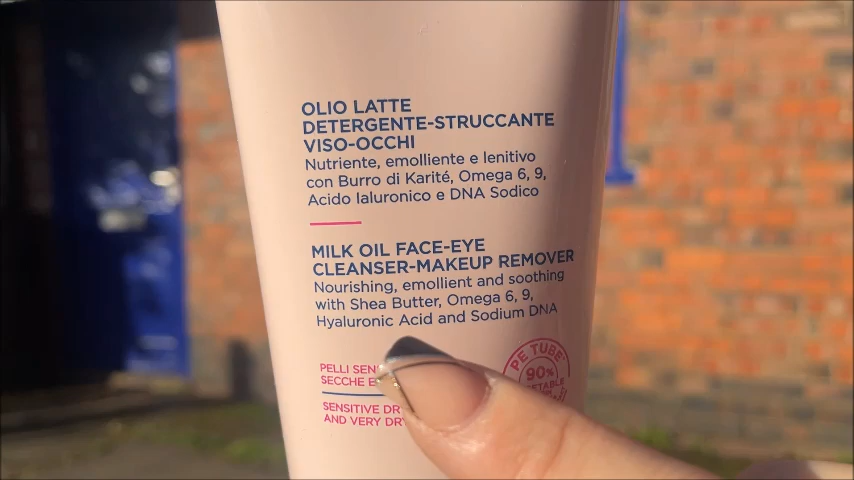 OLIO LATTE
DETERGENTE-STRUCCANTE
VISO-OCCHI
Nutriente, emolliente e lenitivo
con Burro di Karité, Omega 6, 9,
Acido Ialuronico e DNA Sodico
MILK OIL FACE-EYE
CLEANSER-MAKEUP REMOVER
Nourishing, emollient and soothing
with Shea Butter, Omega 6, 9,
Hyaluronic Acid and Sodium DNA
PELLI
SECCHE E
SENSITIVE
AND VERY
PE TUBE
90%